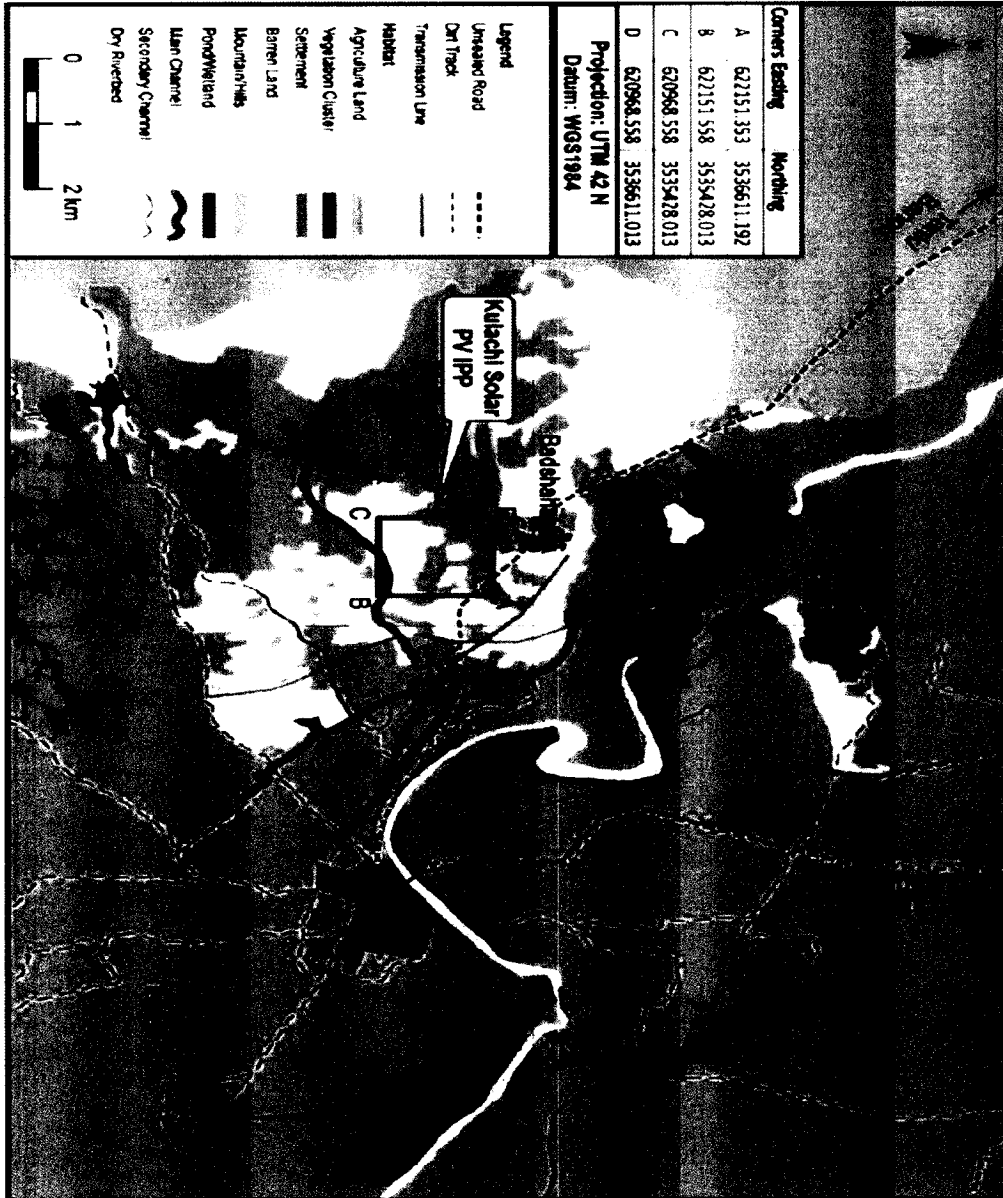 Corners Easting Northing
A 622151.353 3536611.192
B 622151.558 3535428.013
C 620968.558 3535428.013
D 620968.558 3536611.013
Projection: UTM 42 N
Datum: WGS1984
Legend
Unsealed Road
Dirt Track
Transmission Line
Habitat
Agriculture Land
Vegetation Cluster
Settlement
Barren Land
Mountain/Hills
Pond/Wetland
Main Channel
Secondary Channel
Dry Riverbed
0 1 2 km
Kulachi Solar
PV IPP
C
B